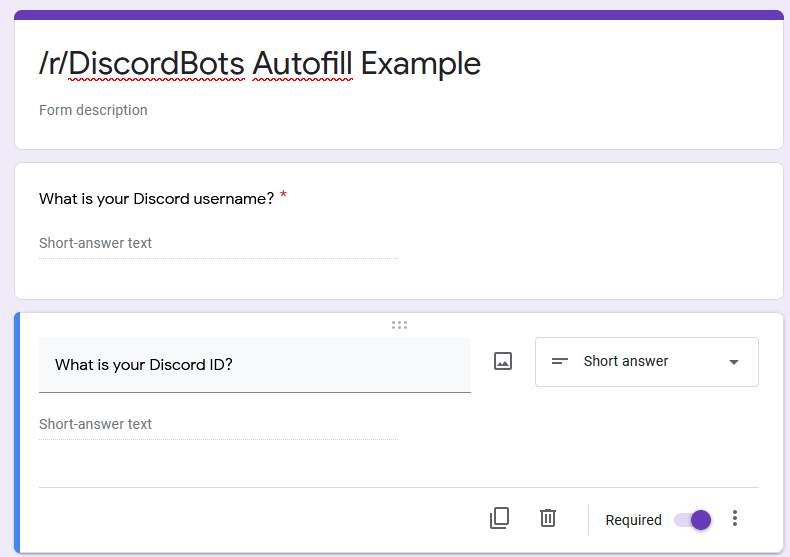 /r/DiscordBots Autofill Example
Form description
What is your Discord username? *
Short-answer text
What is your Discord ID?
Short answer
Short-answer text
Required